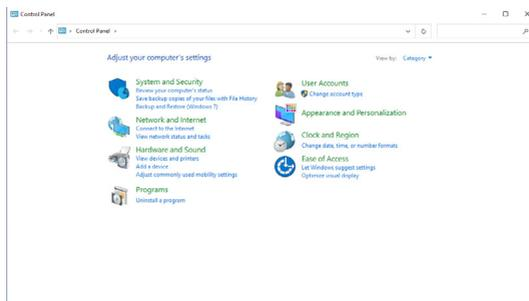 Control Panel
Control Panel
Adjust your computer's settings
View by: Category
System and Security
Review your computer's status
Save backup copies of your files with File History
Backup and Restore (Windows 7)
Network and Internet
Connect to the Internet
View network status and tasks
Hardware and Sound
View devices and printers
Add a device
Adjust commonly used mobility settings
Programs
Uninstall a program
User Accounts
Change account type
Appearance and Personalization
Clock and Region
Change date, time, or number formats
Ease of Access
Let Windows suggest settings
Optimize visual display